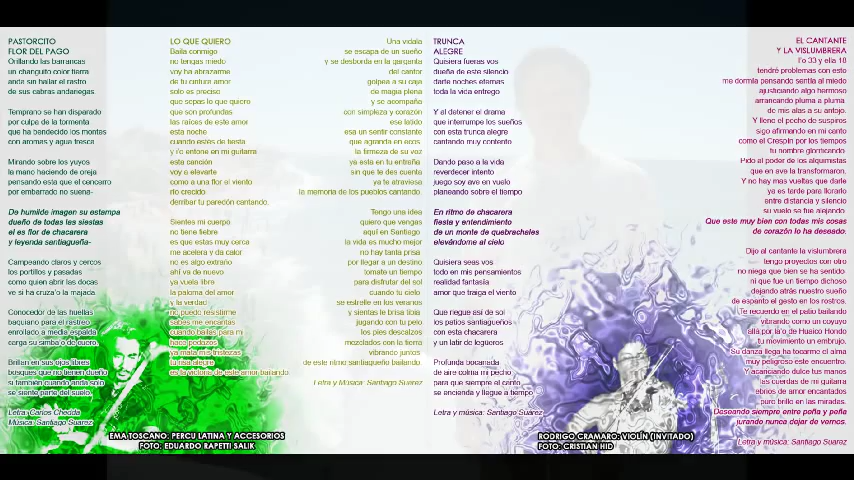 PASTORCITO
FLOR DEL PAGO
Orillando las barrancas
un changuito color tierra
anda sin hallar el rastro
de sus cabras andariegas.
Temprano se han disparado
por culpa de la tormenta
que ha bendecido los montes
con aromas y agua fresca
Mirando sobre los yuyos
la mano haciendo de oreja
pensando esta que el cencerro
por embarrado no suena-
De humilde imagen su estampa
dueño de todas las siestas
el es flor de chacarera
y leyenda santiagueña-
Campeando claros y cercos
los portillos y pasadas
como quien abri las docas
ve si ha cruza'o la majada
Conocedor de las huellas
baquiano para el rastreo
enrollado a media espalda
carga su simba o de cuero.
Brillan en sus ojos libres
bosques que no tienen dueño
si también cuando anda solo
se siente parte del suelo.
Letra: Carlos Chedda
Música: Santiago Suarez
LO QUE QUIERO
Baila conmigo
no tengas miedo
voy ha abrazarme
de tu cintura amor
solo es preciso
que sepas lo que quiero
que son profundas
las raíces de este amor
esta noche
cuando estés de fiesta
y yo entone en mi guitarra
esta canción
voy a elevarte
como a una flor el viento
río crecido
derribar tu paredón cantando.
Sientes mi cuerpo
no tiene fiebre
es que estas muy cerca
me acelera y da calor
no es algo extraño
ahí va de nuevo
ya vuela libre
la paloma del amor
y la verdad
no puedo resistirme
sabes me encantas
cuando bailas para mi
hace pedazos
ya mata mis tristezas
tu risa alegre
es la victoria de este amor bailando.
Una vidala
se escapa de un sueño
y se desborda en la garganta
del cantor
golpea a su caja
de magia plena
y se acompaña
con simpleza y corazón
ese latido
esa un sentir constante
que agranda en ecos
la firmeza de su voz
ya esta en tu entreña
sin que te des cuenta
ya te atraviesa
la memoria de los pueblos cantando.
Tengo una idea
quiero que vengas
aquí en Santiago
la vida es mucho mejor
no hay tanta prisa
por llegar a un destino
tomate un tiempo
para disfrutar del sol
cuando tu cielo
se estrelle en los veranos
y sientas le brisa tibia
jugando con tu pelo
los pies descalzos
mezclados con la tierra
vibrando juntos
de este ritmo santiagueño bailando.
Letra y Música: Santiago Suarez
TRUNCA
ALEGRE
Quisiera fueras vos
dueña de este silencio
darte noches eternas
toda la vida entrego
Y al detener el drama
que interrumpe los sueños
con esta trunca alegre
cantando muy contento
Dando paso a la vida
reverdecer intento
juego soy ave en vuelo
planeando sobre el tiempo
En ritmo de chacarera
fiesta y entendimiento
de un monte de quebrachales
elevándome al cielo
Quisiera seas vos
todo en mis pensamientos
realidad fantasía
amor que traiga el viento
Que riegue así de sol
los patios santiagueños
con esta chacarera
y un latir de legüeros
Profunda bocanada
de aire colma mi pecho
para que siempre el canto
se encienda y llegue a tiempo
Letra y música: Santiago Suarez
EL CANTANTE
Y LA VISLUMBRERA
Yo 33 y ella 18
tendré problemas con esto
me dormía pensando sentía al miedo
ajusticiando algo hermoso
arrancando pluma a pluma
de mis alas a su antojo.
Y llene el pecho de suspiros
sigo afirmando en mi canto
como el Crespín por los tiempos
tu nombre glorificando
Pido al poder de los alquimistas
que en ave la transformaron.
Y no hay mas vueltas que darle
ya es tarde para llorarlo
entre distancia y silencio
su vuelo se fue alejando
Que este muy bien con todas mis cosas
de corazón lo ha deseado.
Dijo al cantante la vislumbrera
tengo proyectos con otro
no niega que bien se ha sentido
ni que fue un tiempo dichoso
dejando atrás nuestro sueño
de espanto el gesto en los rostros.
Te recuerdo en el patio bailando
vibrando como un coyuyo
allá por lo de Huaico Hondo
tu movimiento un embrujo.
Su danza llega ha tocarme el alma
muy peligroso este encuentro.
Y acariciando dulce tus manos
las cuerdas de mi guitarra
ebrios de amor encantados
puro brillo en las miradas.
Deseando siempre entre peña y peña
jurando nunca dejar de vernos.
Letra y música: Santiago Suarez
EMA TOSCANO: PERCU LATINA Y ACCESORIOS
FOTO: EDUARDO RAPETTI SALIK
RODRIGO CRAMARO: VIOLÍN (INVITADO)
FOTO: CRISTIAN HID